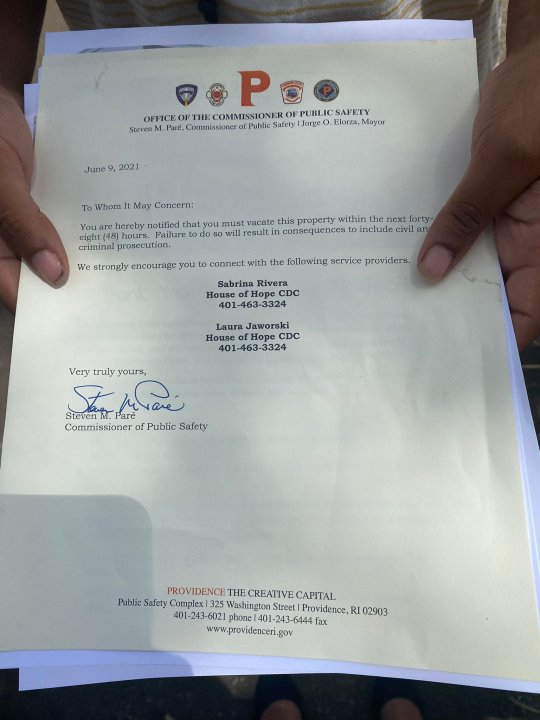 P
OFFICE OF THE COMMISSIONER OF PUBLIC SAFETY
Steven M. Paré, Commissioner of Public Safety | Jorge O. Elorza, Mayor
June 9, 2021
To Whom It May Concern:
You are hereby notified that you must vacate this property within the next forty-
eight (48) hours. Failure to do so will result in consequences to include civil an
criminal prosecution.
We strongly encourage you to connect with the following service providers.
Sabrina Rivera
House of Hope CDC
401-463-3324
Laura Jaworski
House of Hope CDC
401-463-3324
Very truly yours,
Steven M Paré
Steven M. Paré
Commissioner of Public Safety
PROVIDENCE THE CREATIVE CAPITAL
Public Safety Complex | 325 Washington Street | Providence, RI 02903
401-243-6021 phone | 401-243-6444 fax
www.providenceri.gov